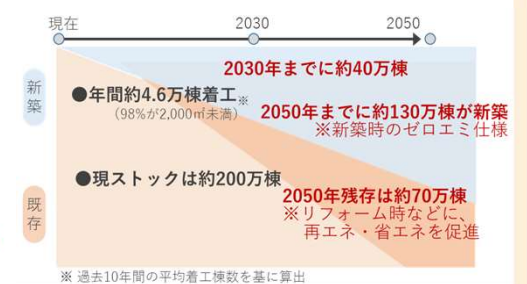 現在 2030 2050
2030年までに約40万棟
新築
●年間約4.6万棟着工※
（98%が2,000㎡未満）
2050年までに約130万棟が新築
※新築時のゼロエミ仕様
●現ストックは約200万棟
既存
2050年残存は約70万棟
※リフォーム時などに、
再エネ・省エネを促進
※ 過去10年間の平均着工棟数を基に算出